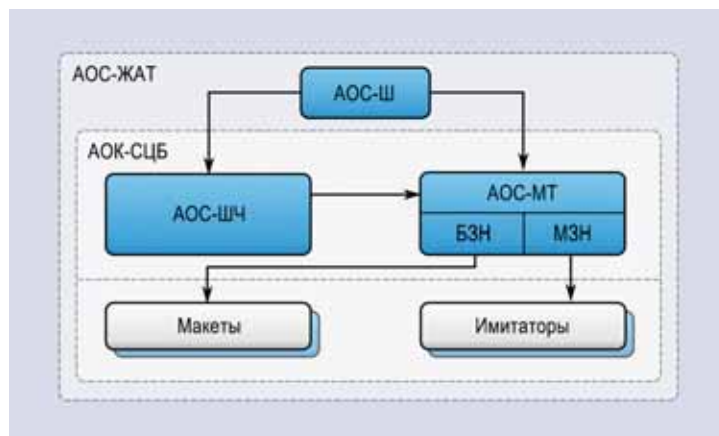 АОС-ЖАТ
АОС-Ш
АОК-СЦБ
АОС-ШЧ
АОС-МТ
БЗН
МЗН
Макеты
Имитаторы